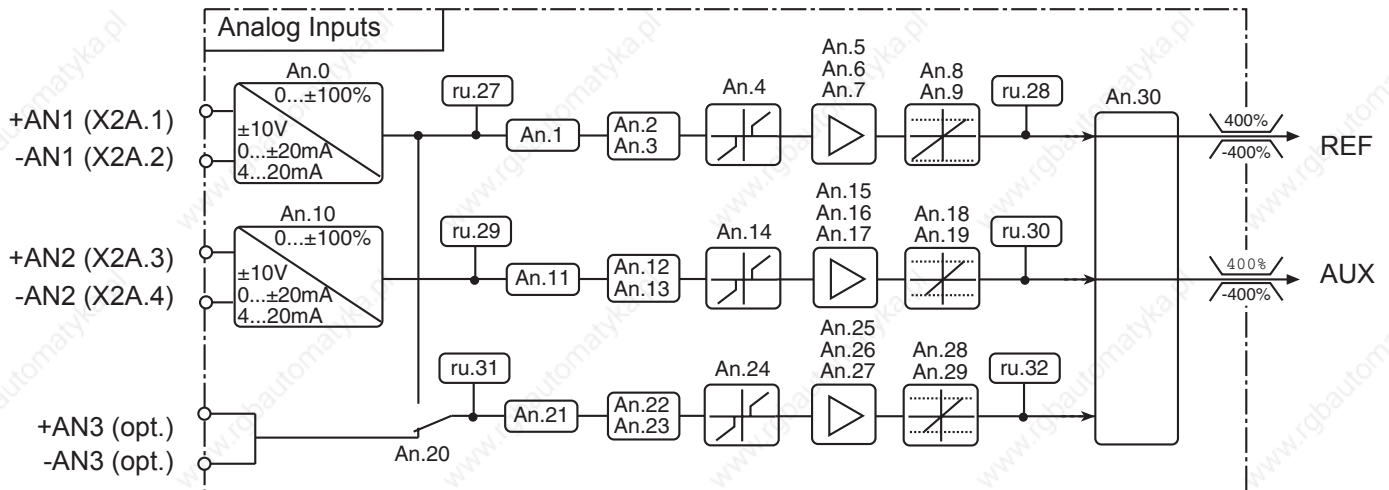 Analog Inputs
An.0
0...±100%
±10V
0...±20mA
4...20mA
+AN1 (X2A.1)
-AN1 (X2A.2)
ru.27
An.1
An.2
An.3
An.4
An.5
An.6
An.7
An.8
An.9
ru.28
An.30
400%
-400%
REF
An.10
0...±100%
±10V
0...±20mA
4...20mA
+AN2 (X2A.3)
-AN2 (X2A.4)
ru.29
An.11
An.12
An.13
An.14
An.15
An.16
An.17
An.18
An.19
ru.30
400%
-400%
AUX
+AN3 (opt.)
-AN3 (opt.)
An.20
ru.31
An.21
An.22
An.23
An.24
An.25
An.26
An.27
An.28
An.29
ru.32
www.rgbautomatyka.pl